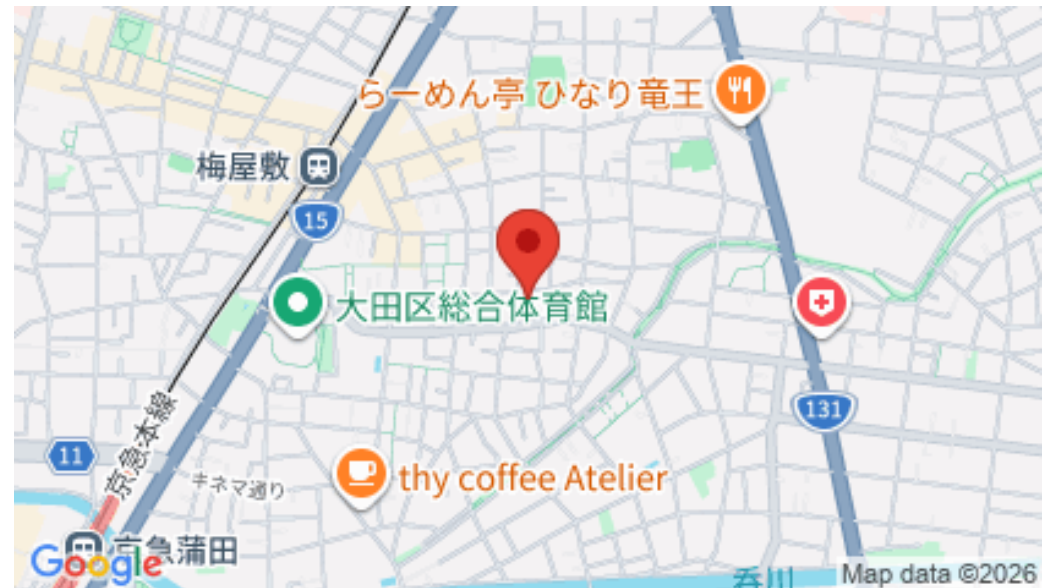 らーめん亭 ひなり竜王
梅屋敷
15
大田区総合体育館
131
京急本線
11
キネマ通り
thy coffee Atelier
京急蒲田
Google
呑川
Map data ©2026